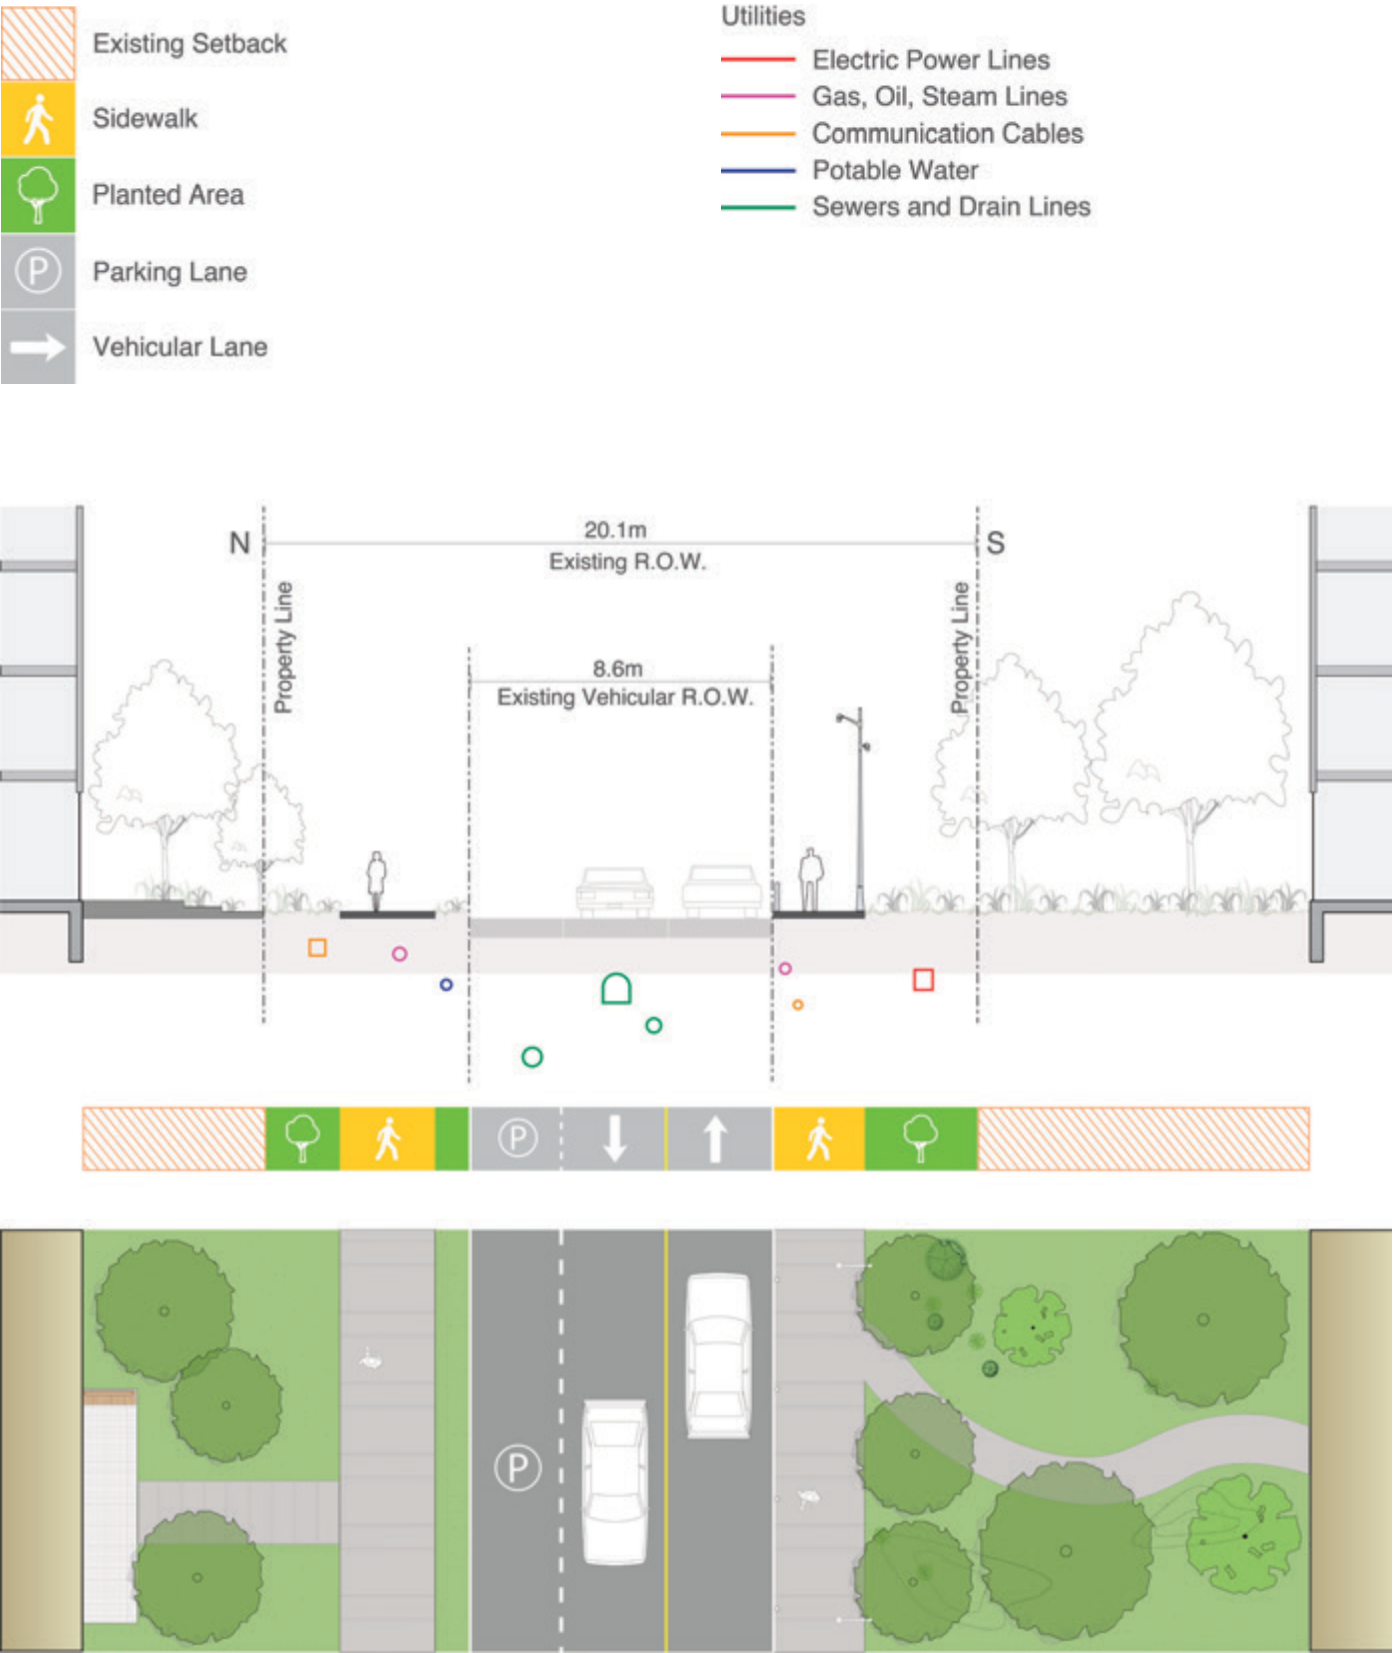 Existing Setback
Sidewalk
Planted Area
P
Parking Lane
Vehicular Lane
Utilities
Electric Power Lines
Gas, Oil, Steam Lines
Communication Cables
Potable Water
Sewers and Drain Lines
N
20.1m
S
Existing R.O.W.
Property Line
Property Line
8.6m
Existing Vehicular R.O.W.
P
P